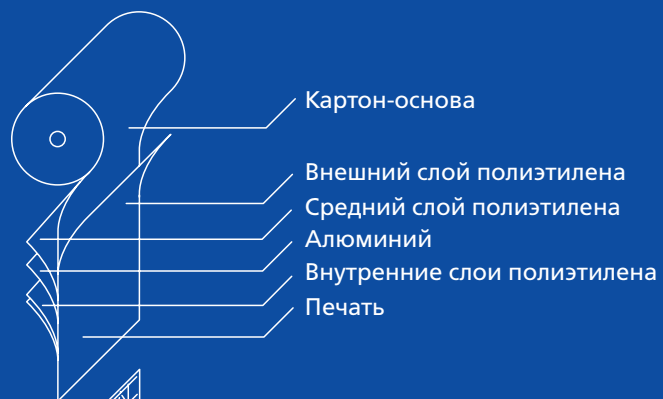 Картон-основа
Внешний слой полиэтилена
Средний слой полиэтилена
Алюминий
Внутренние слои полиэтилена
Печать